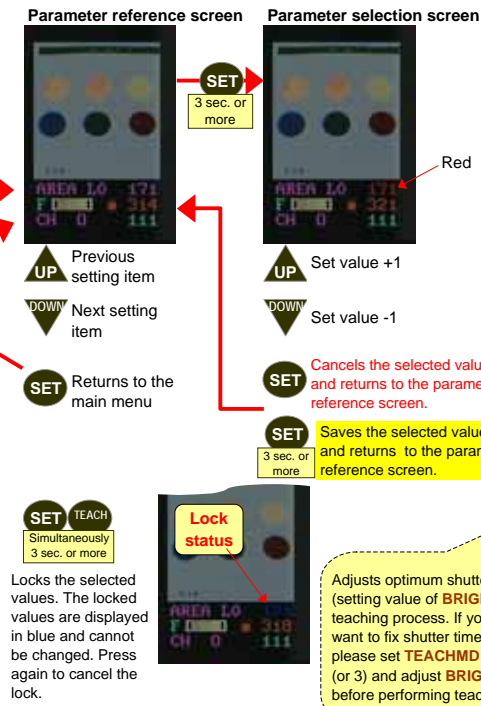 Parameter reference screen
Parameter selection screen
SET
3 sec. or
more
AREA LO 171
F 314
CH 0 111
AREA LO 171
F 321
CH 0 111
Red
UP
Previous
setting item
DOWN
Next setting
item
SET
Returns to the
main menu
UP
Set value +1
DOWN
Set value -1
SET
Cancels the selected valu
and returns to the parame
reference screen.
SET
3 sec. or
more
Saves the selected value
and returns to the param
reference screen.
SET
TEACH
Simultaneously
3 sec. or more
Locks the selected
values. The locked
values are displayed
in blue and cannot
be changed. Press
again to cancel the
lock.
Lock
status
AREA LO
F 318
CH 0 111
Adjusts optimum shutte
(setting value of BRIGH
teaching process. If you
want to fix shutter time,
please set TEACHMD
(or 3) and adjust BRIG
before performing teac